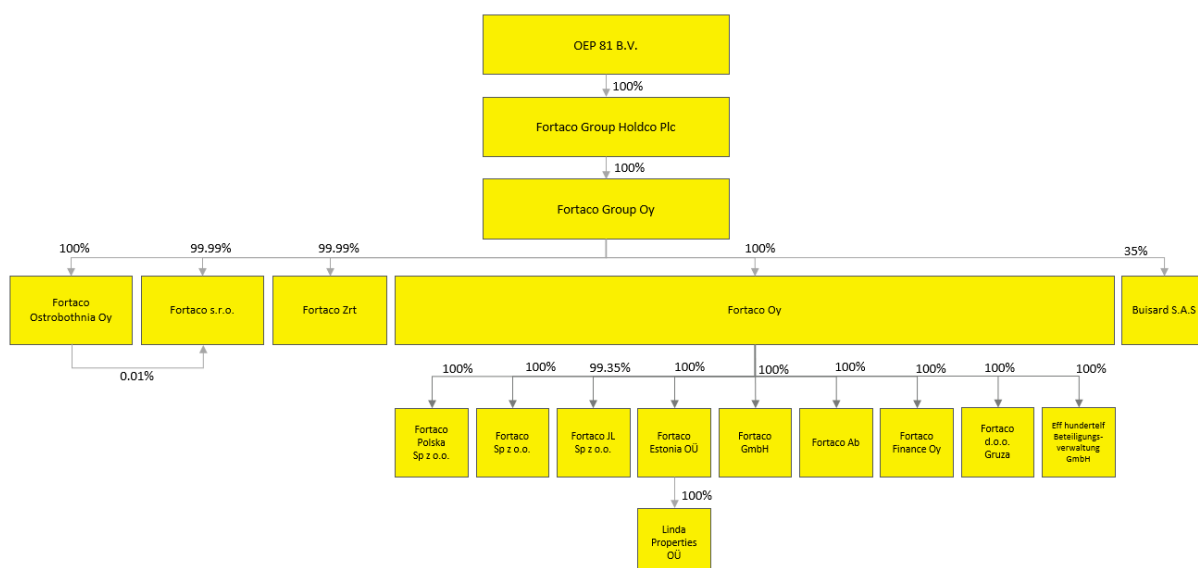 OEP 81 B.V.
100%
Fortaco Group Holdco Plc
100%
Fortaco Group Oy
100%
99.99%
99.99%
100%
35%
Fortaco
Ostrobothnia Oy
Fortaco s.r.o.
Fortaco Zrt
Fortaco Oy
Buisard S.A.S
0.01%
100%
100%
99.35%
100%
100%
100%
100%
100%
100%
Fortaco
Polska
Sp z o.o.
Fortaco
Sp z o.o.
Fortaco JL
Sp z o.o.
Fortaco
Estonia OÜ
Fortaco
GmbH
Fortaco Ab
Fortaco
Finance Oy
Fortaco
d.o.o.
Gruza
Eff hundertelf
Beteiligungs-
verwaltung
GmbH
100%
Linda
Properties
OÜ